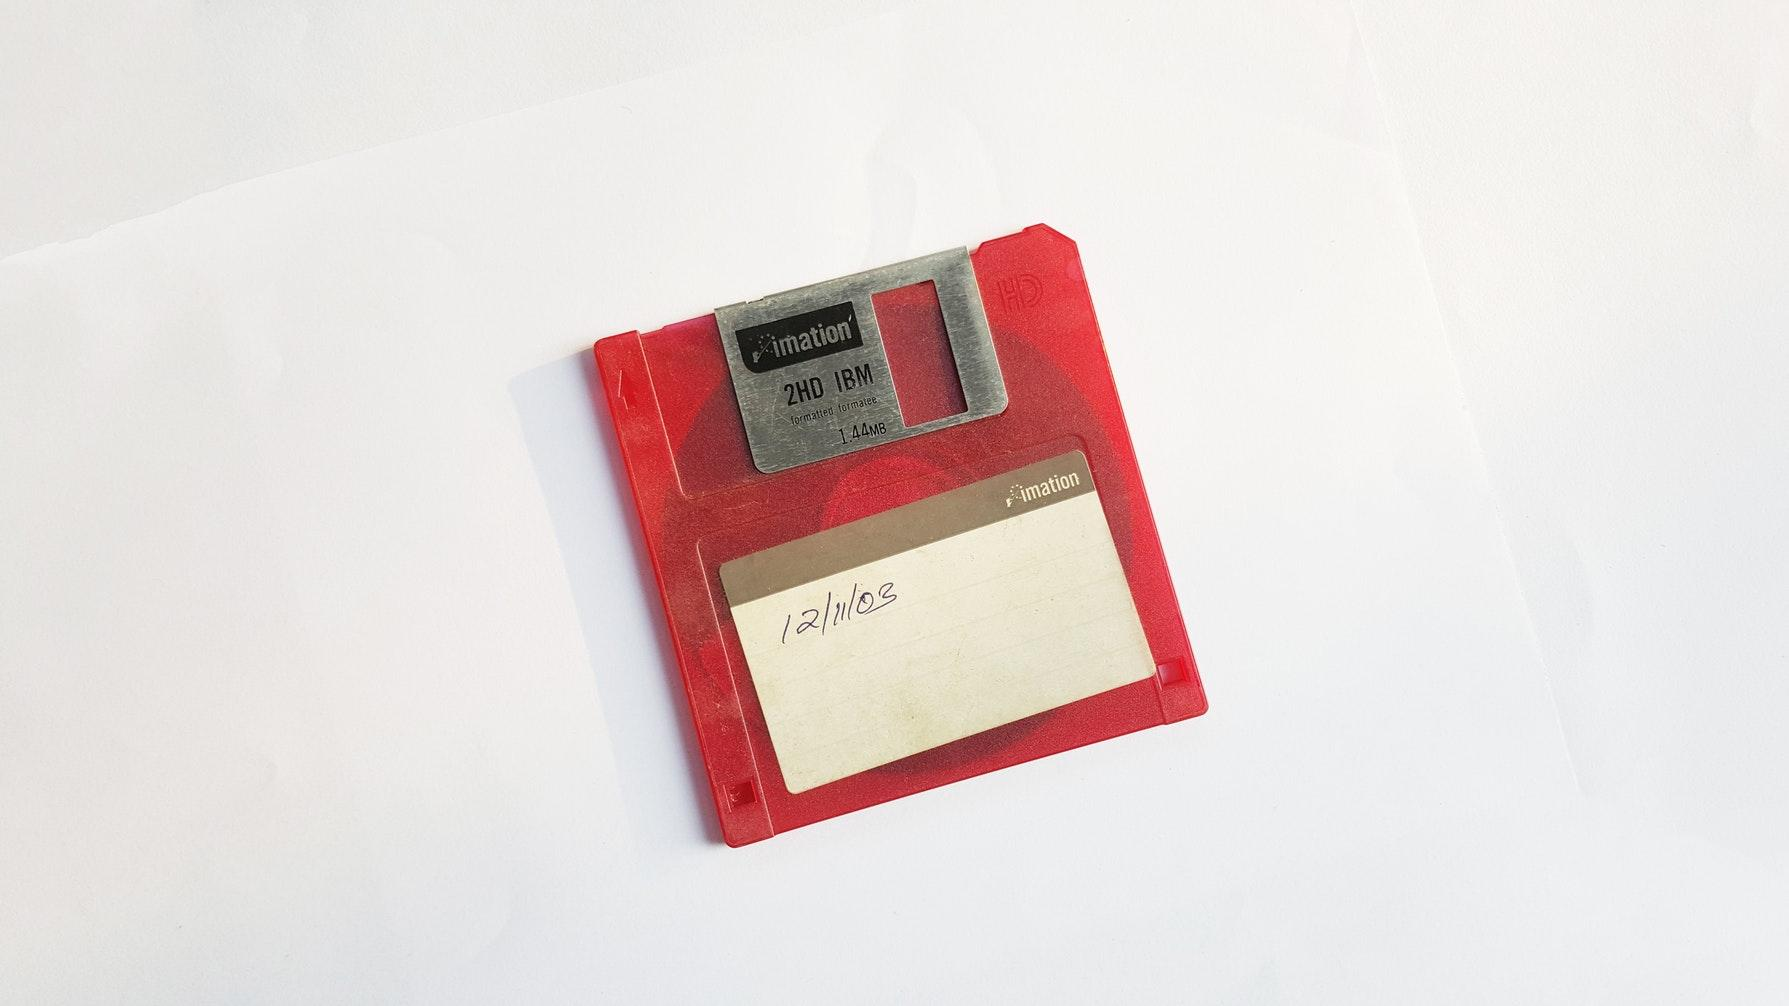 HD
imation
2HD IBM
formatted formatee
1.44MB
imation
12/11/03